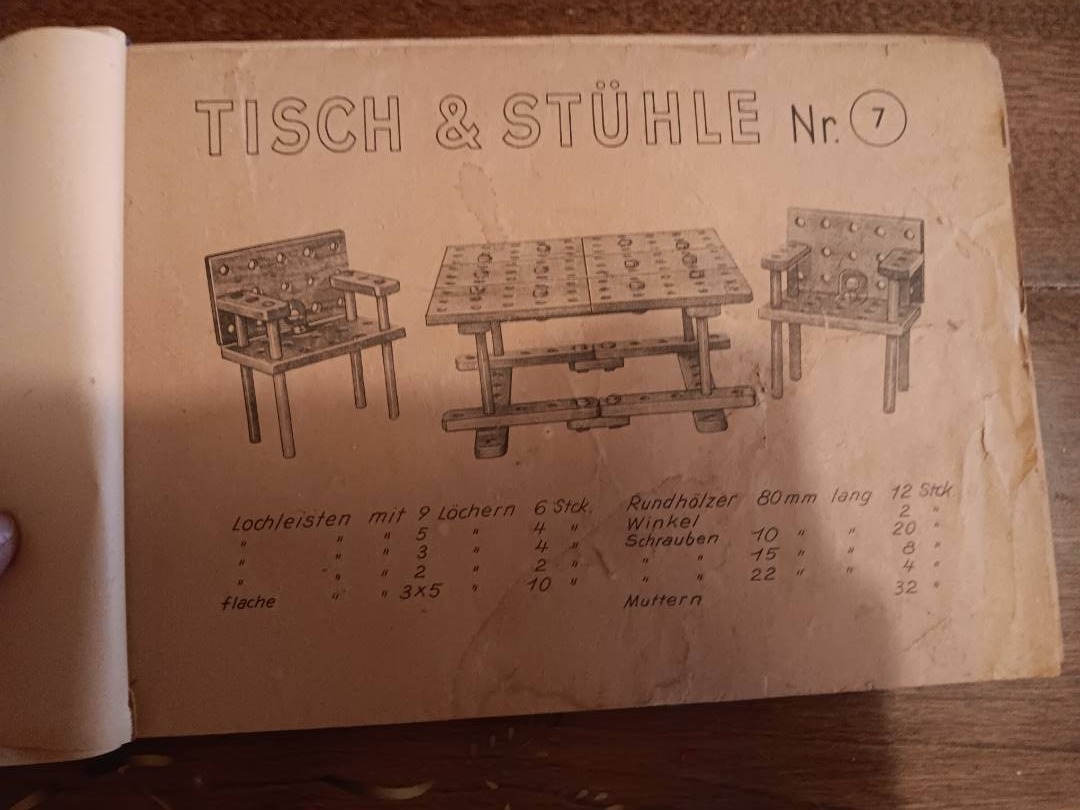 TISCH & STÜHLE Nr. 7
Lochleisten mit 9 Löchern 6 Stck.
" " " 5 " 4 "
" " " 3 " 4 "
" " " 2 " 2 "
flache " " 3x5 " 10 "
Rundhölzer 80 mm lang 12 Stck.
Winkel 2 "
Schrauben 10 " " 20 "
" " 15 " " 8 "
" " 22 " " 4 "
Muttern 32 "